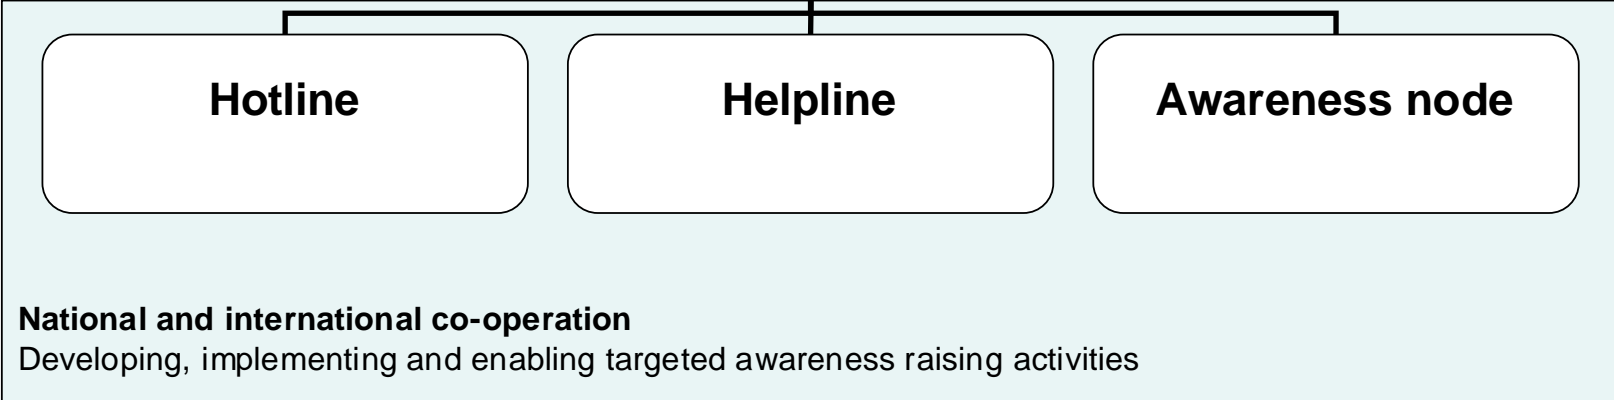 Hotline
Helpline
Awareness node
National and international co-operation
Developing, implementing and enabling targeted awareness raising activities